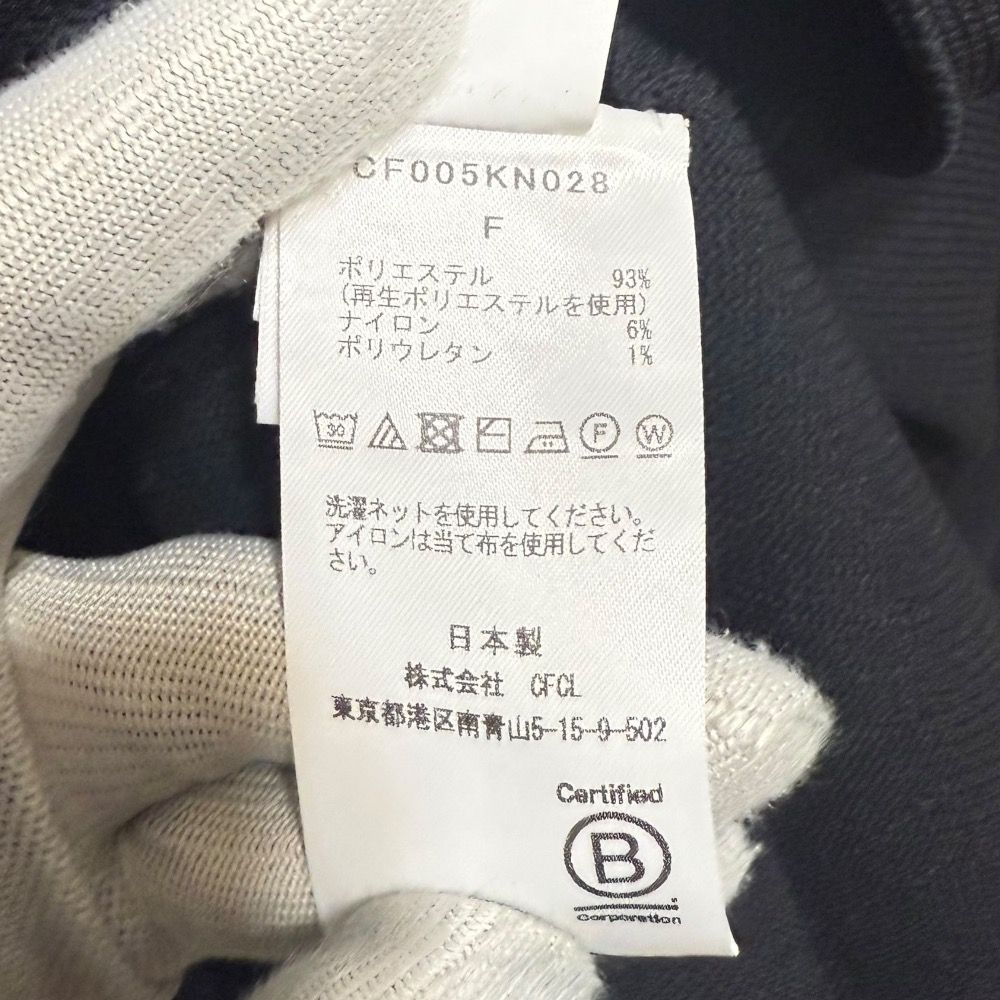 CF005KN028
F
ポリエステル 93%
(再生ポリエステルを使用)
ナイロン 6%
ポリウレタン 1%
30 F W
洗濯ネットを使用してください。
アイロンは当て布を使用してくだ
さい。
日本製
株式会社 CFCL
東京都港区南青山5-15-9-502
Certified
B
Corporation